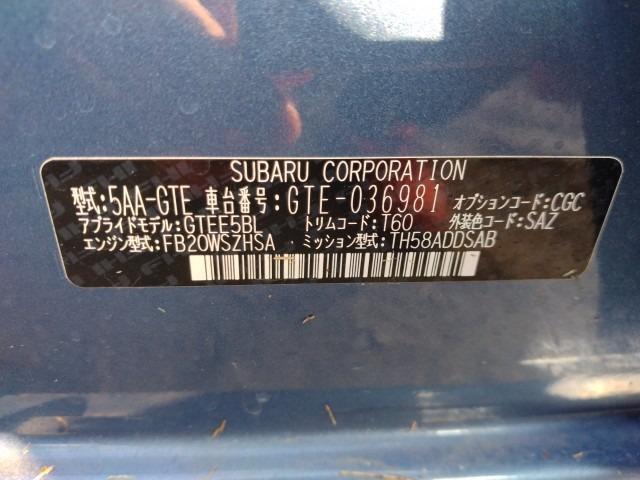 SUBARU CORPORATION
型式:5AA-GTE 車台番号:GTE-036981 オプションコード:CGC
アプライドモデル:GTEE5BL トリムコード:T60 外装色コード:SAZ
エンジン型式:FB20WSZHSA ミッション型式:TH58ADDSAB